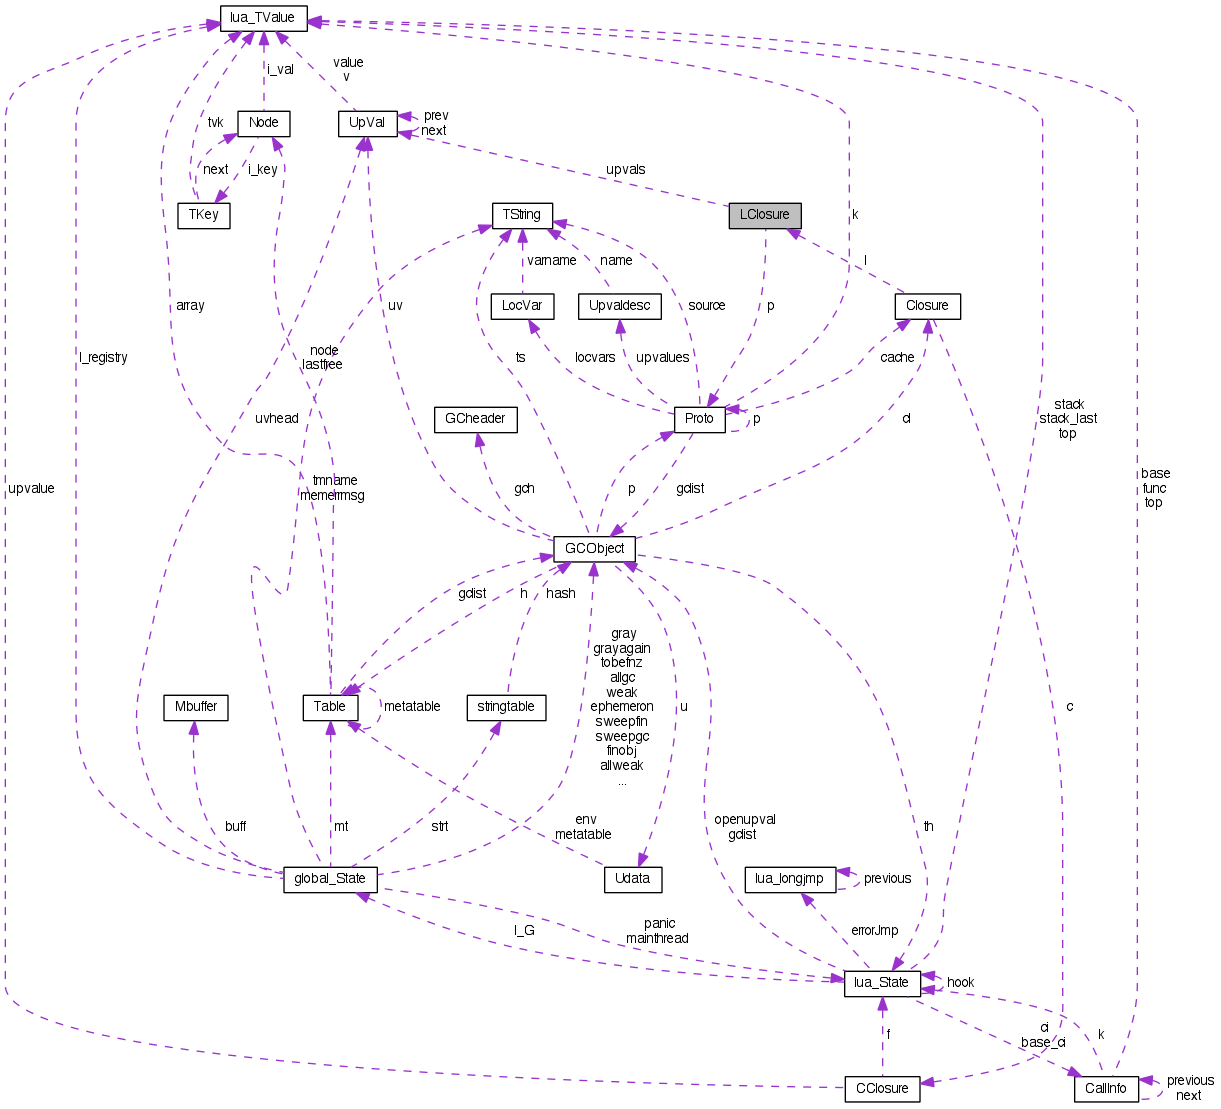 lua_TValue
i_val
value
v
Node
UpVal
prev
next
tvk
next
i_key
upvals
TKey
TString
LClosure
k
varname
name
l
array
uv
LocVar
Upvaldesc
source
p
Closure
l_registry
node
lastfree
ts
locvars
upvalues
cache
uvhead
GCheader
Proto
p
cl
stack
stack_last
top
upvalue
tmname
memerrmsg
gch
p
gclist
base
func
top
GCObject
gclist
h
hash
gray
grayagain
tobefnz
allgc
weak
ephemeron
sweepfin
sweepgc
finobj
allweak
...
Mbuffer
Table
metatable
stringtable
u
c
buff
mt
strt
env
metatable
openupval
gclist
th
global_State
Udata
lua_longjmp
previous
l_G
panic
mainthread
errorJmp
lua_State
hook
f
ci
base_ci
k
CClosure
CallInfo
previous
next